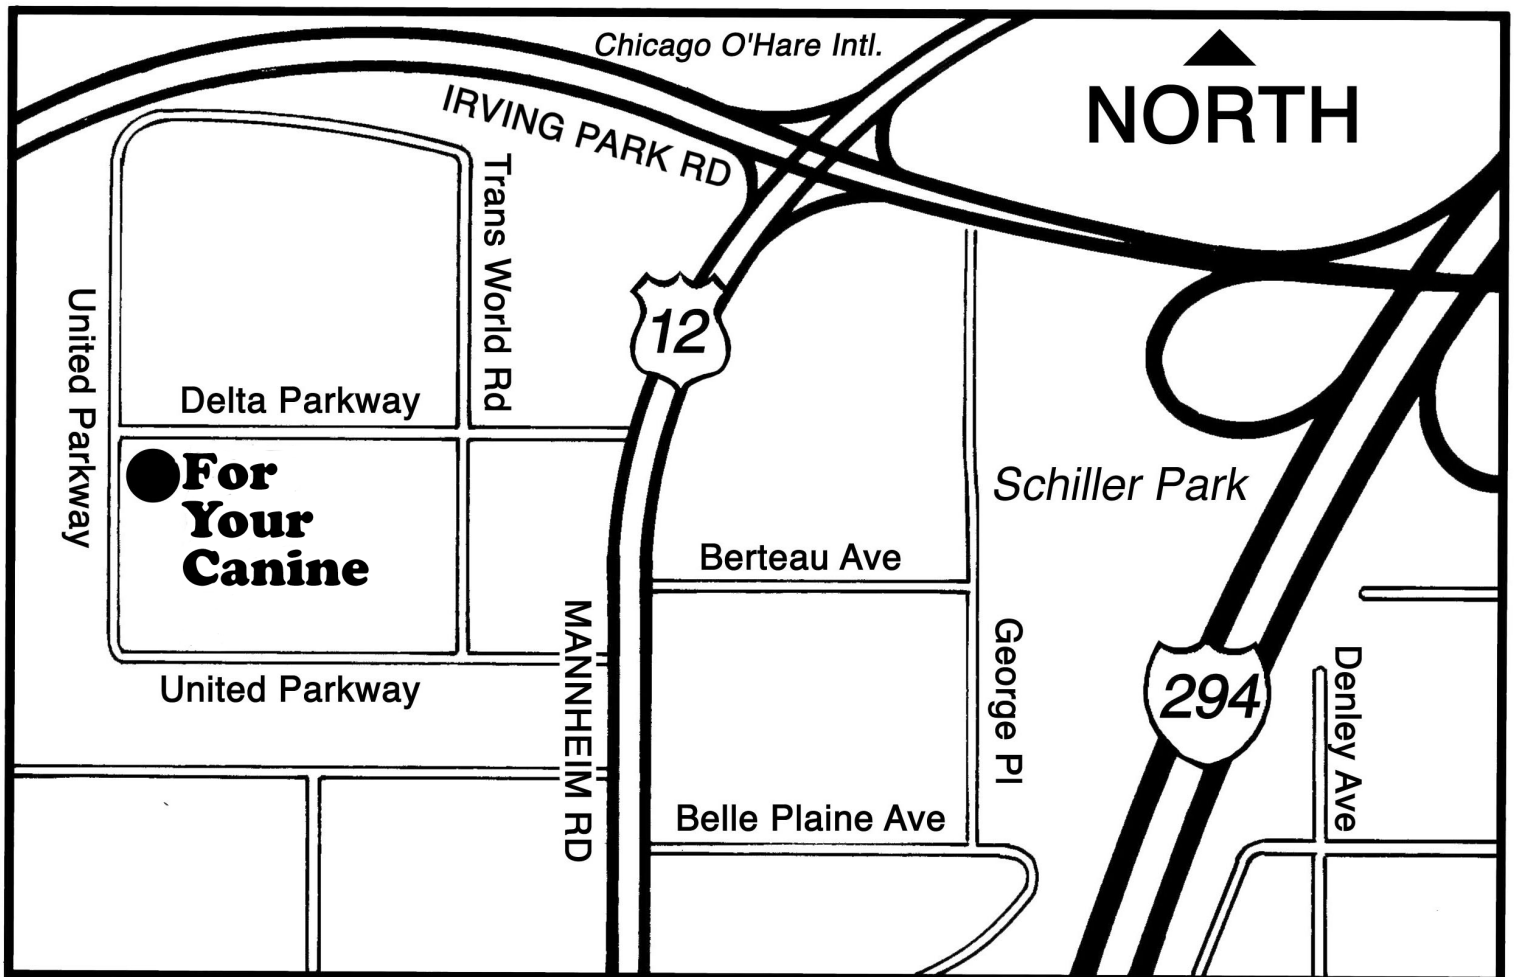 Chicago O'Hare Intl.
NORTH
IRVING PARK RD
Trans World Rd
United Parkway
12
Delta Parkway
For
Your
Canine
Schiller Park
Berteau Ave
MANNHEIM RD
George Pl
294
Denley Ave
United Parkway
Belle Plaine Ave